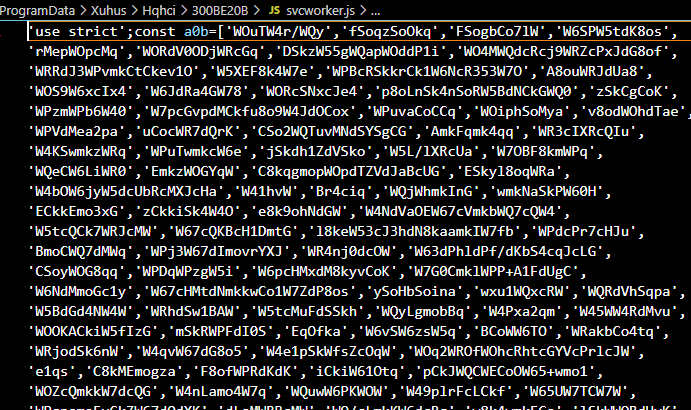 ProgramData > Xuhus > Hqhci > 300BE20B > JS svcworker.js > ...
'use strict';const a0b=['WOuTW4r/WQy','fSoqzSoOkq','FSogbCo7lW','W6SPW5tdK8os',
'rMepWOpcMq','WORdV0ODjWRcGq','DSkzW55gWQapWOddP1i','WO4MWQdcRcj9WRZcPxJdG8of',
'WRRdJ3WPvmkCtCkev1O','W5XEF8k4W7e','WPBcRSkkrCk1W6NcR353W7O','A8ouWRJdUa8',
'WOS9W6xcIx4','W6JdRa4GW78','WORcSNxcJe4','p8oLnSk4nSoRW5BdNCkGWQ0','zSkCgCoK',
'WPzmWPb6W40','W7pcGvpdMCkfu8o9W4JdOCox','WPuvaCoCCq','WOiphSoMya','v8odWOhdTae',
'WPVdMea2pa','uCocWR7dQrK','CSo2WQTuvMNdSYSgCG','AmkFqmk4qq','WR3cIXRcQIu',
'W4KSwmkzWRq','WPuTwmkcW6e','jSkdh1ZdVSko','W5L/lXRcUa','W7OBF8kmWPq',
'WQeCW6LiWR0','EmkzWOGYqW','C8kqgmopWOpdTZVdJaBcUG','ESkyl8oqWRa',
'W4bOW6jyW5dcUbRcMXJcHa','W41hvW','Br4ciq','WQjWhmkInG','wmkNaSkPW60H',
'ECkkEmo3xG','zCkkiSk4W4O','e8k9ohNdGW','W4NdVaOEW67cVmkbWQ7cQW4',
'W5tcQCk7WRJcMW','W67cQKBcH1DmtG','l8keW53cJ3hdN8kaamkIW7fb','WPdcPr7cHJu',
'BmoCWQ7dMWq','WPj3W67dImovrYXJ','WR4nj0dcOW','W63dPhldPf/dKbS4cqJcLG',
'CSoyWOG8qq','WPDqWPzgW5i','W6pcHMxdM8kyvCoK','W7G0CmklWPP+A1FdUgC',
'W6NdMmoGc1y','W67cHMtdNmkkwCo1W7ZdP8os','ySoHbSoina','wxu1WQxcRW','WQRdVhSqpa',
'W5BdGd4NW4W','WRhdSw1BAW','W5tcMuFdSSkh','WQyLgmobBq','W4Pxa2qm','W45WW4RdMvu',
'WOOKACkiW5fIzG','mSkRWPFdI0S','EqOfka','W6vSW6zsW5q','BCoWW6TO','WRakbCo4tq',
'WRjodSk6nW','W4qvW67dG8o5','W4e1pSkWfsZcOqW','WOq2WROfWOhcRhtcGYVcPrlcJW',
'e1qs','C8kMEmogza','F8ofWPRdKdK','iCkiW61Otq','pCkJWQCWECoOW65+wmo1',
'WOZcQmkkW7dcQG','W4nLamo4W7q','WQuwW6PKWOW','W49plrFcLCkf','W65UW7TCW7W',